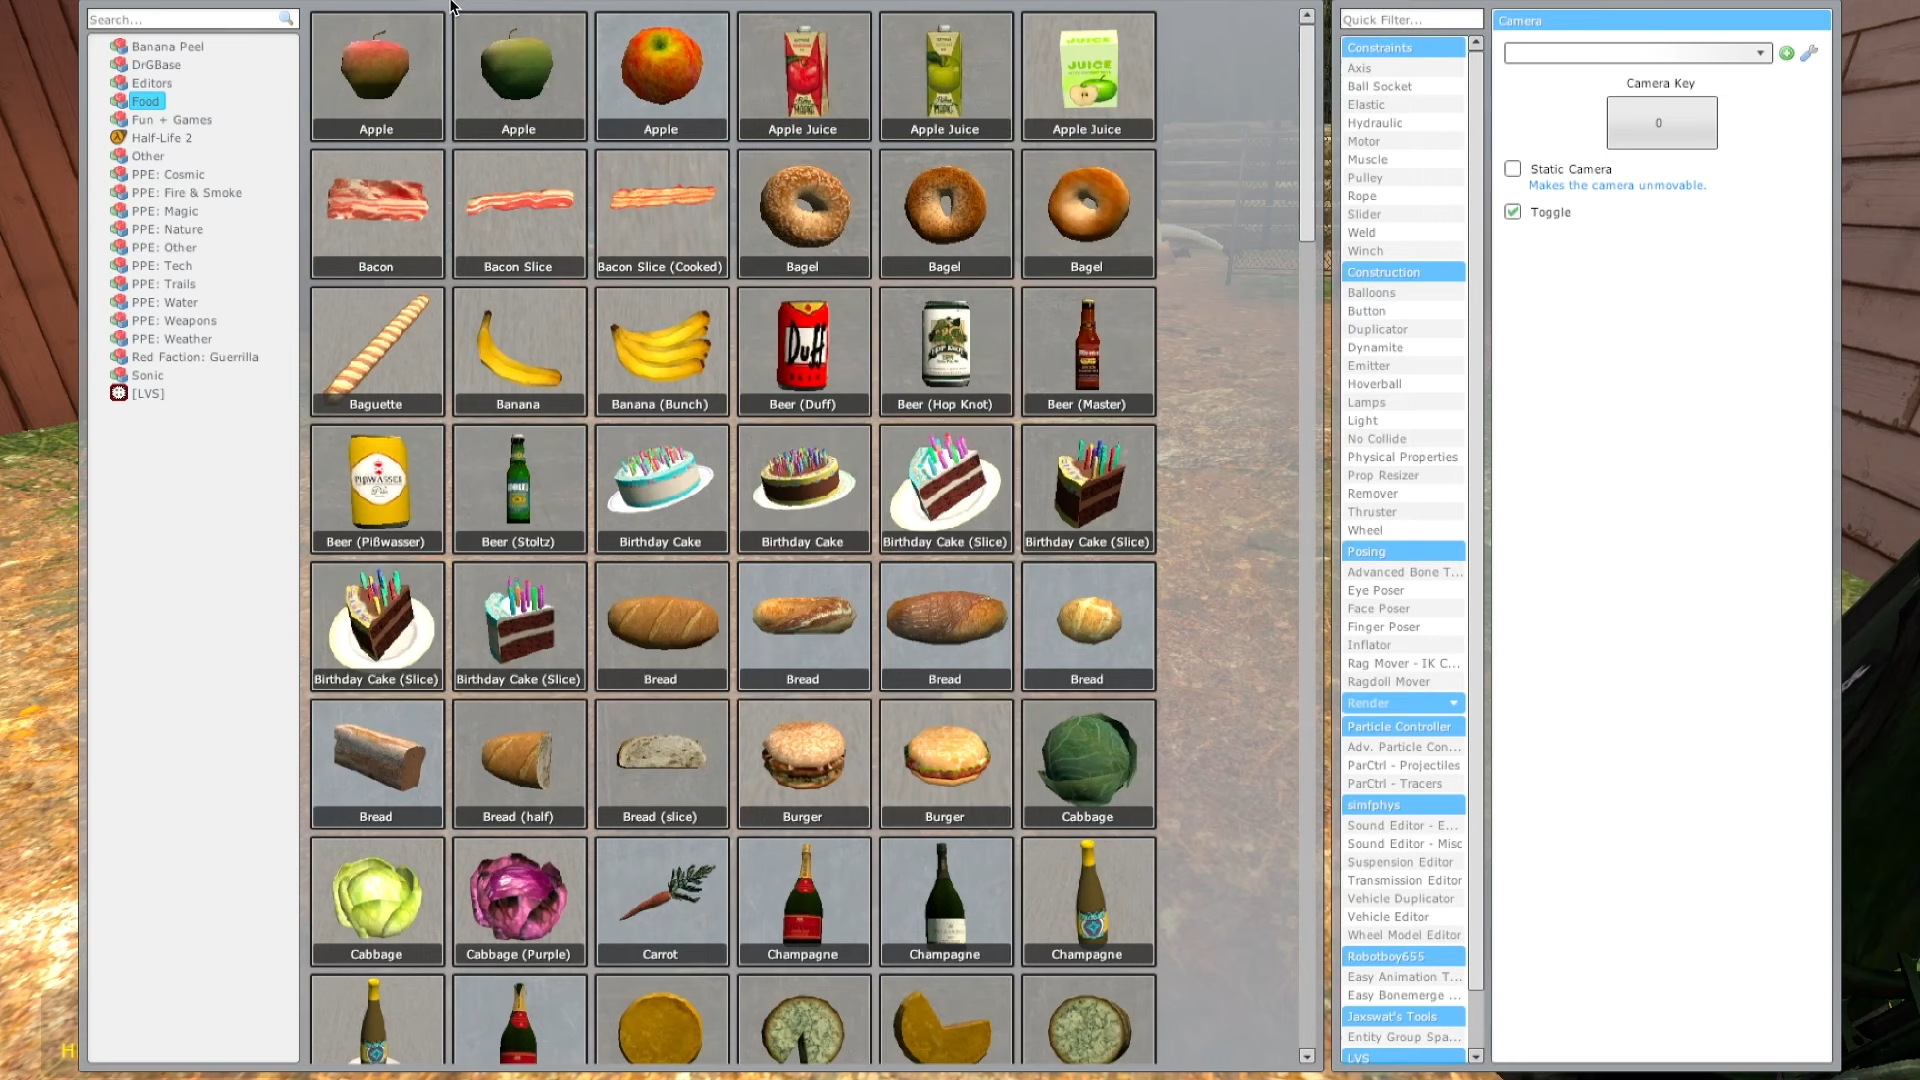 Search...
Banana Peel
DrGBase
Editors
Food
Fun + Games
Half-Life 2
Other
PPE: Cosmic
PPE: Fire & Smoke
PPE: Magic
PPE: Nature
PPE: Other
PPE: Tech
PPE: Trails
PPE: Water
PPE: Weapons
PPE: Weather
Red Faction: Guerrilla
Sonic
[LVS]
JUICE
JUICE
Apple
Apple
Apple
Apple Juice
Apple Juice
Apple Juice
Bacon
Bacon Slice
Bacon Slice (Cooked)
Bagel
Bagel
Bagel
Duff
Baguette
Banana
Banana (Bunch)
Beer (Duff)
Beer (Hop Knot)
Beer (Master)
PIßWASSER
Beer (Pißwasser)
Beer (Stoltz)
Birthday Cake
Birthday Cake
Birthday Cake (Slice)
Birthday Cake (Slice)
Birthday Cake (Slice)
Birthday Cake (Slice)
Bread
Bread
Bread
Bread
Bread
Bread (half)
Bread (slice)
Burger
Burger
Cabbage
Cabbage
Cabbage (Purple)
Carrot
Champagne
Champagne
Champagne
H
Quick Filter...
Constraints
Axis
Ball Socket
Elastic
Hydraulic
Motor
Muscle
Pulley
Rope
Slider
Weld
Winch
Construction
Balloons
Button
Duplicator
Dynamite
Emitter
Hoverball
Lamps
Light
No Collide
Physical Properties
Prop Resizer
Remover
Thruster
Wheel
Posing
Advanced Bone T...
Eye Poser
Face Poser
Finger Poser
Inflator
Rag Mover - IK C...
Ragdoll Mover
Render
Particle Controller
Adv. Particle Con...
ParCtrl - Projectiles
ParCtrl - Tracers
simfphys
Sound Editor - E...
Sound Editor - Misc
Suspension Editor
Transmission Editor
Vehicle Duplicator
Vehicle Editor
Wheel Model Editor
Robotboy655
Easy Animation T...
Easy Bonemerge ...
Jaxswat's Tools
Entity Group Spa...
LVS
Camera
Camera Key
0
Static Camera
Makes the camera unmovable.
Toggle